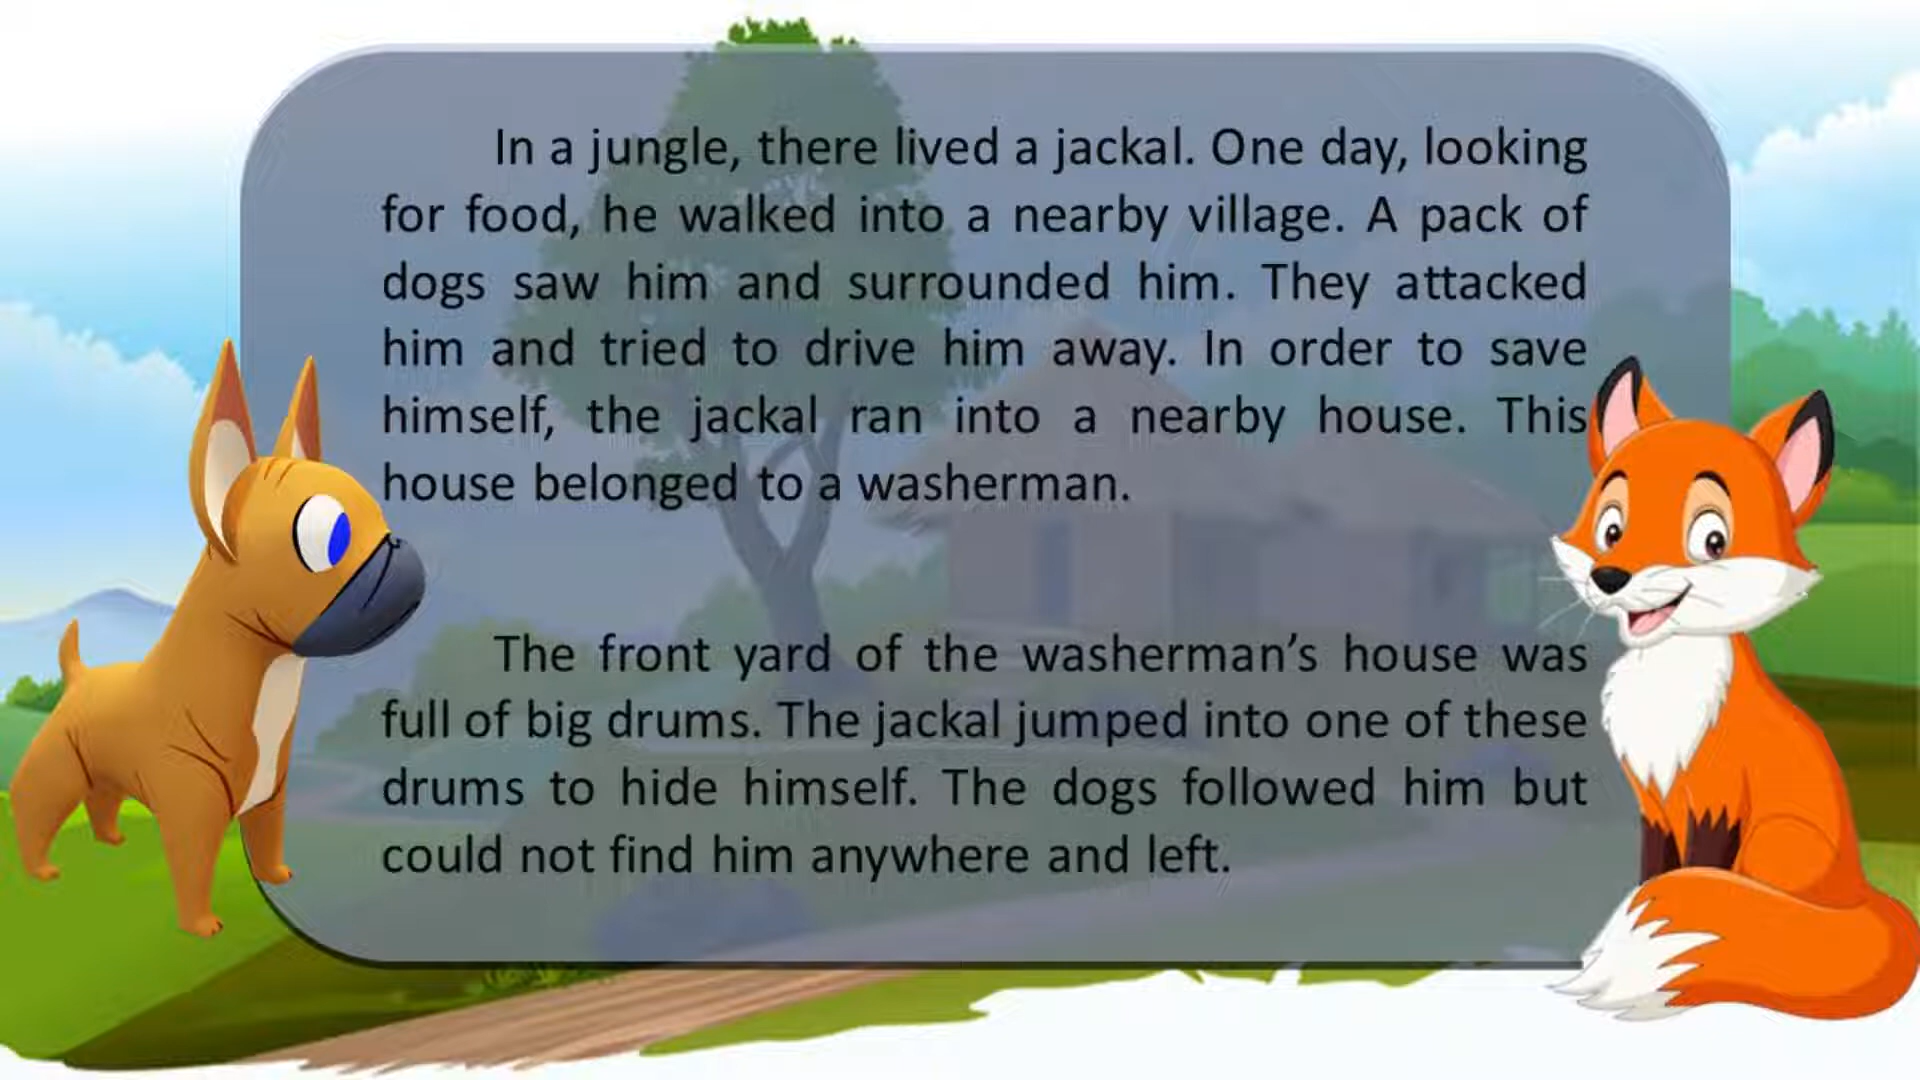 In a jungle, there lived a jackal. One day, looking
for food, he walked into a nearby village. A pack of
dogs saw him and surrounded him. They attacked
him and tried to drive him away. In order to save
himself, the jackal ran into a nearby house. This
house belonged to a washerman.
The front yard of the washerman’s house was
full of big drums. The jackal jumped into one of these
drums to hide himself. The dogs followed him but
could not find him anywhere and left.